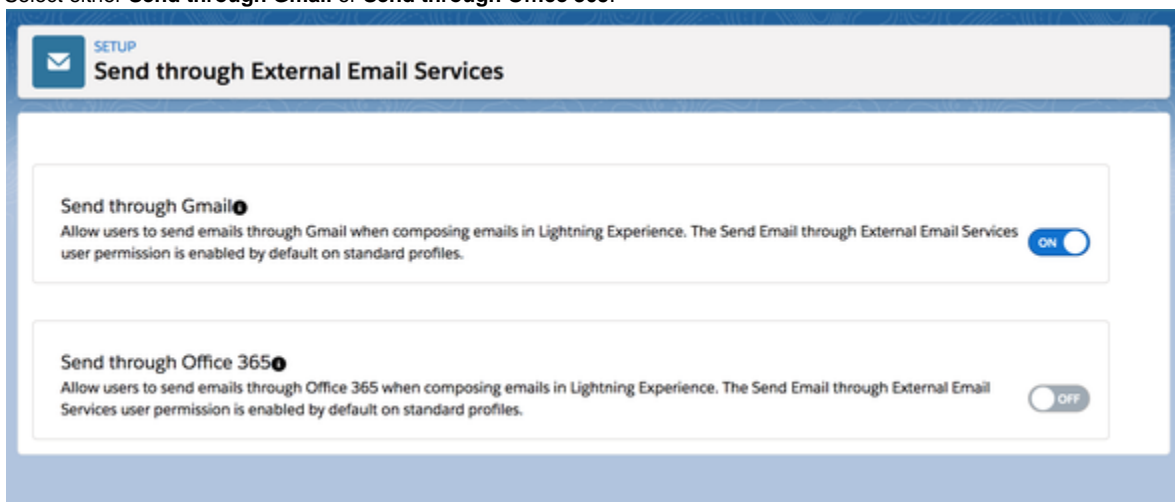 Select either Send through Gmail or Send through Office 365.
SETUP
Send through External Email Services
Send through Gmail
Allow users to send emails through Gmail when composing emails in Lightning Experience. The Send Email through External Email Services
user permission is enabled by default on standard profiles.
ON
Send through Office 365
Allow users to send emails through Office 365 when composing emails in Lightning Experience. The Send Email through External Email
Services user permission is enabled by default on standard profiles.
OFF